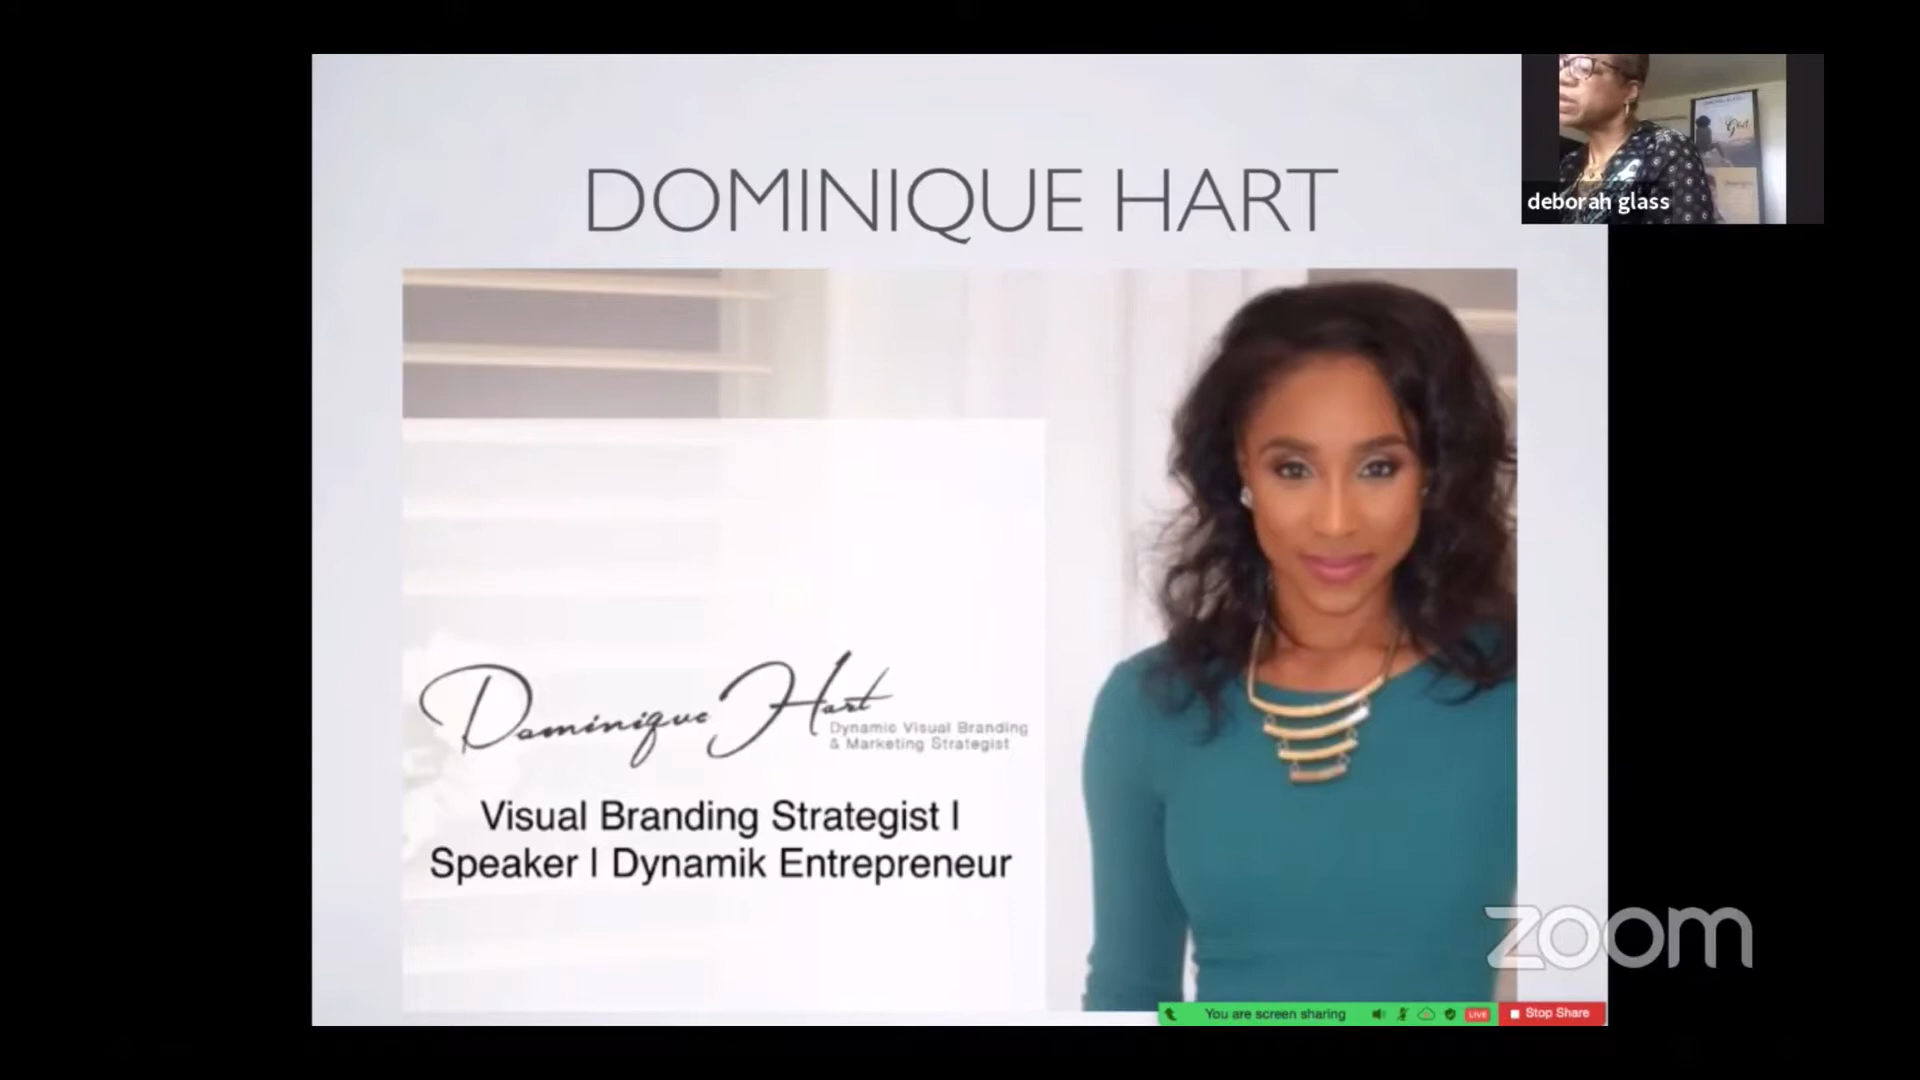 DOMINIQUE HART
God
deborah glass
Dominique Hart
Dynamic Visual Branding
& Marketing Strategist
Visual Branding Strategist |
Speaker | Dynamik Entrepreneur
zoom
You are screen sharing
LIVE
Stop Share